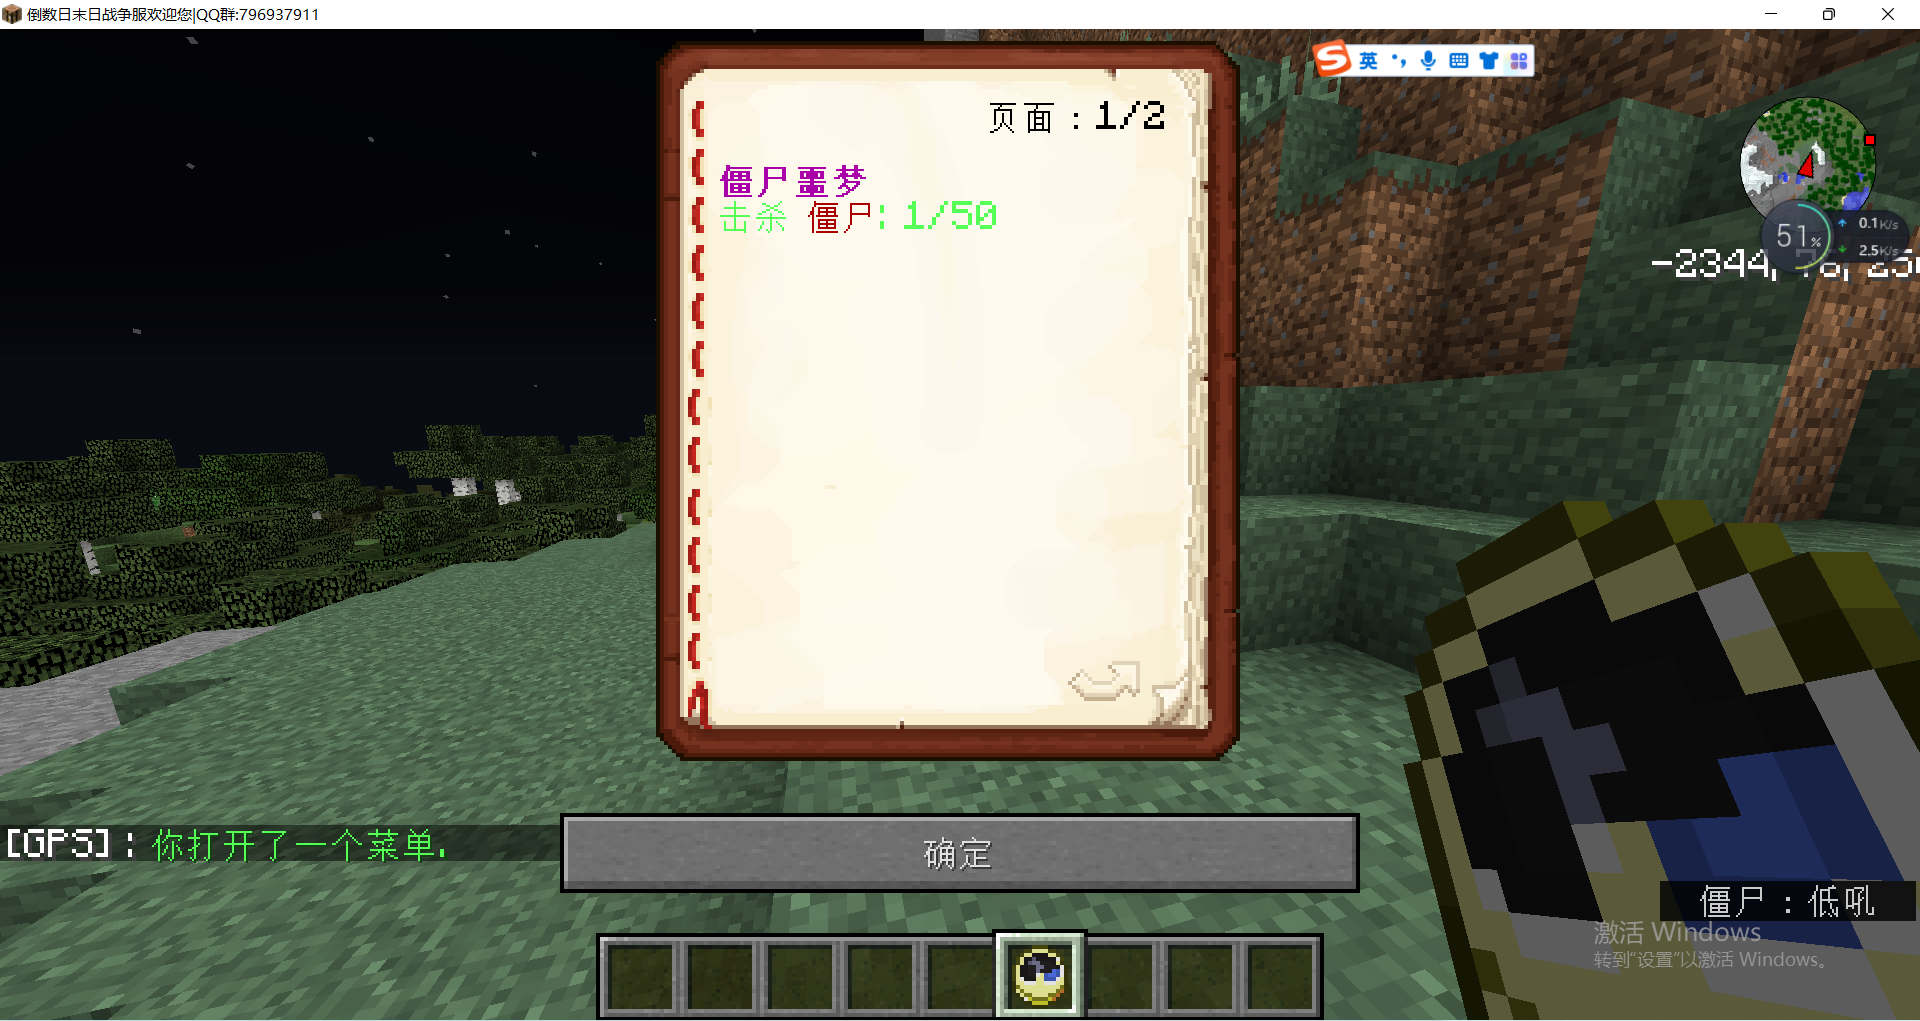 倒数日末日战争服欢迎您|QQ群:796937911
英
页面：1/2
僵尸噩梦
击杀 僵尸: 1/50
51%
0.1K/s
2.5K/s
-2344,
[GPS]：你打开了一个菜单.
确定
僵尸：低吼
激活 Windows
转到"设置"以激活 Windows。